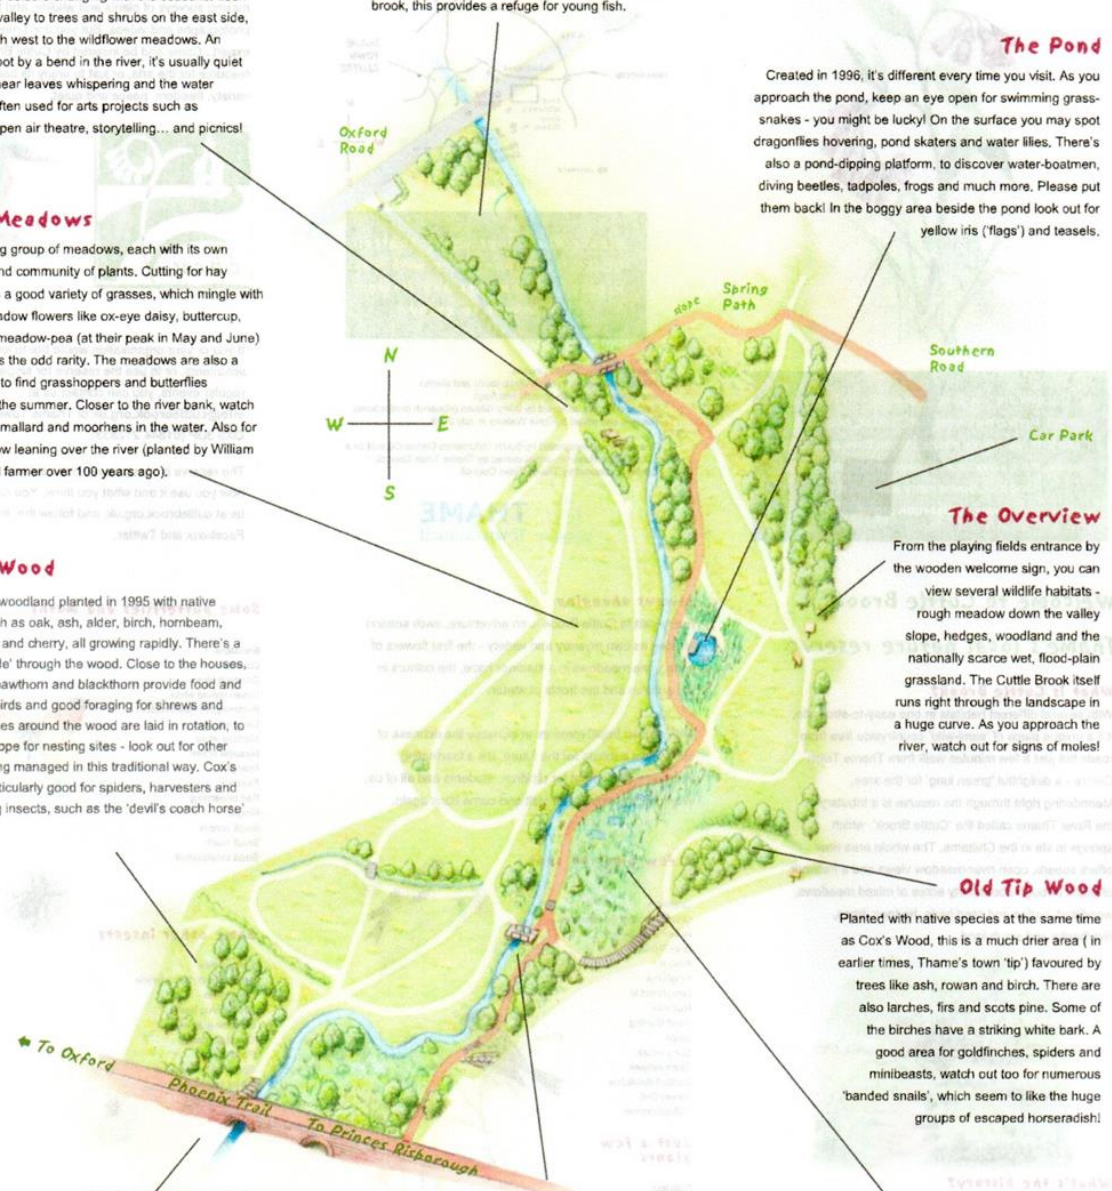 valley to trees and shrubs on the east side,
h west to the wildflower meadows. An
oot by a bend in the river, it's usually quiet
near leaves whispering and the water
ften used for arts projects such as
pen air theatre, storytelling... and picnics!
brook, this provides a refuge for young fish.
The Pond
Created in 1996, it's different every time you visit. As you
approach the pond, keep an eye open for swimming grass-
snakes - you might be lucky! On the surface you may spot
dragonflies hovering, pond skaters and water lilies. There's
also a pond-dipping platform, to discover water-boatmen,
diving beetles, tadpoles, frogs and much more. Please put
them back! In the boggy area beside the pond look out for
yellow iris ('flags') and teasels.
Oxford
Road
Meadows
g group of meadows, each with its own
nd community of plants. Cutting for hay
a good variety of grasses, which mingle with
adow flowers like ox-eye daisy, buttercup,
meadow-pea (at their peak in May and June)
s the odd rarity. The meadows are also a
to find grasshoppers and butterflies
the summer. Closer to the river bank, watch
mallard and moorhens in the water. Also for
w leaning over the river (planted by William
l farmer over 100 years ago).
Slope
Spring
Path
Southern
Road
N
W
E
S
Car Park
The Overview
From the playing fields entrance by
the wooden welcome sign, you can
view several wildlife habitats -
rough meadow down the valley
slope, hedges, woodland and the
nationally scarce wet, flood-plain
grassland. The Cuttle Brook itself
runs right through the landscape in
a huge curve. As you approach the
river, watch out for signs of moles!
Wood
woodland planted in 1995 with native
h as oak, ash, alder, birch, hornbeam,
and cherry, all growing rapidly. There's a
de' through the wood. Close to the houses,
awthorn and blackthorn provide food and
irds and good foraging for shrews and
es around the wood are laid in rotation, to
ope for nesting sites - look out for other
ng managed in this traditional way. Cox's
ticularly good for spiders, harvesters and
g insects, such as the 'devil's coach horse'
Old Tip Wood
Planted with native species at the same time
as Cox's Wood, this is a much drier area ( in
earlier times, Thame's town 'tip') favoured by
trees like ash, rowan and birch. There are
also larches, firs and scots pine. Some of
the birches have a striking white bark. A
good area for goldfinches, spiders and
minibeasts, watch out too for numerous
'banded snails', which seem to like the huge
groups of escaped horseradish!
To Oxford
Phoenix Trail
To Princes Risborough